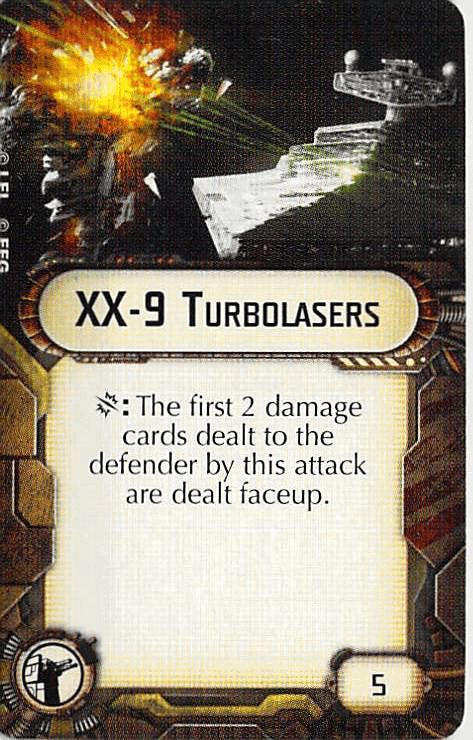 © LFL © FFG
XX-9 TURBOLASERS
: The first 2 damage
cards dealt to the
defender by this attack
are dealt faceup.
5